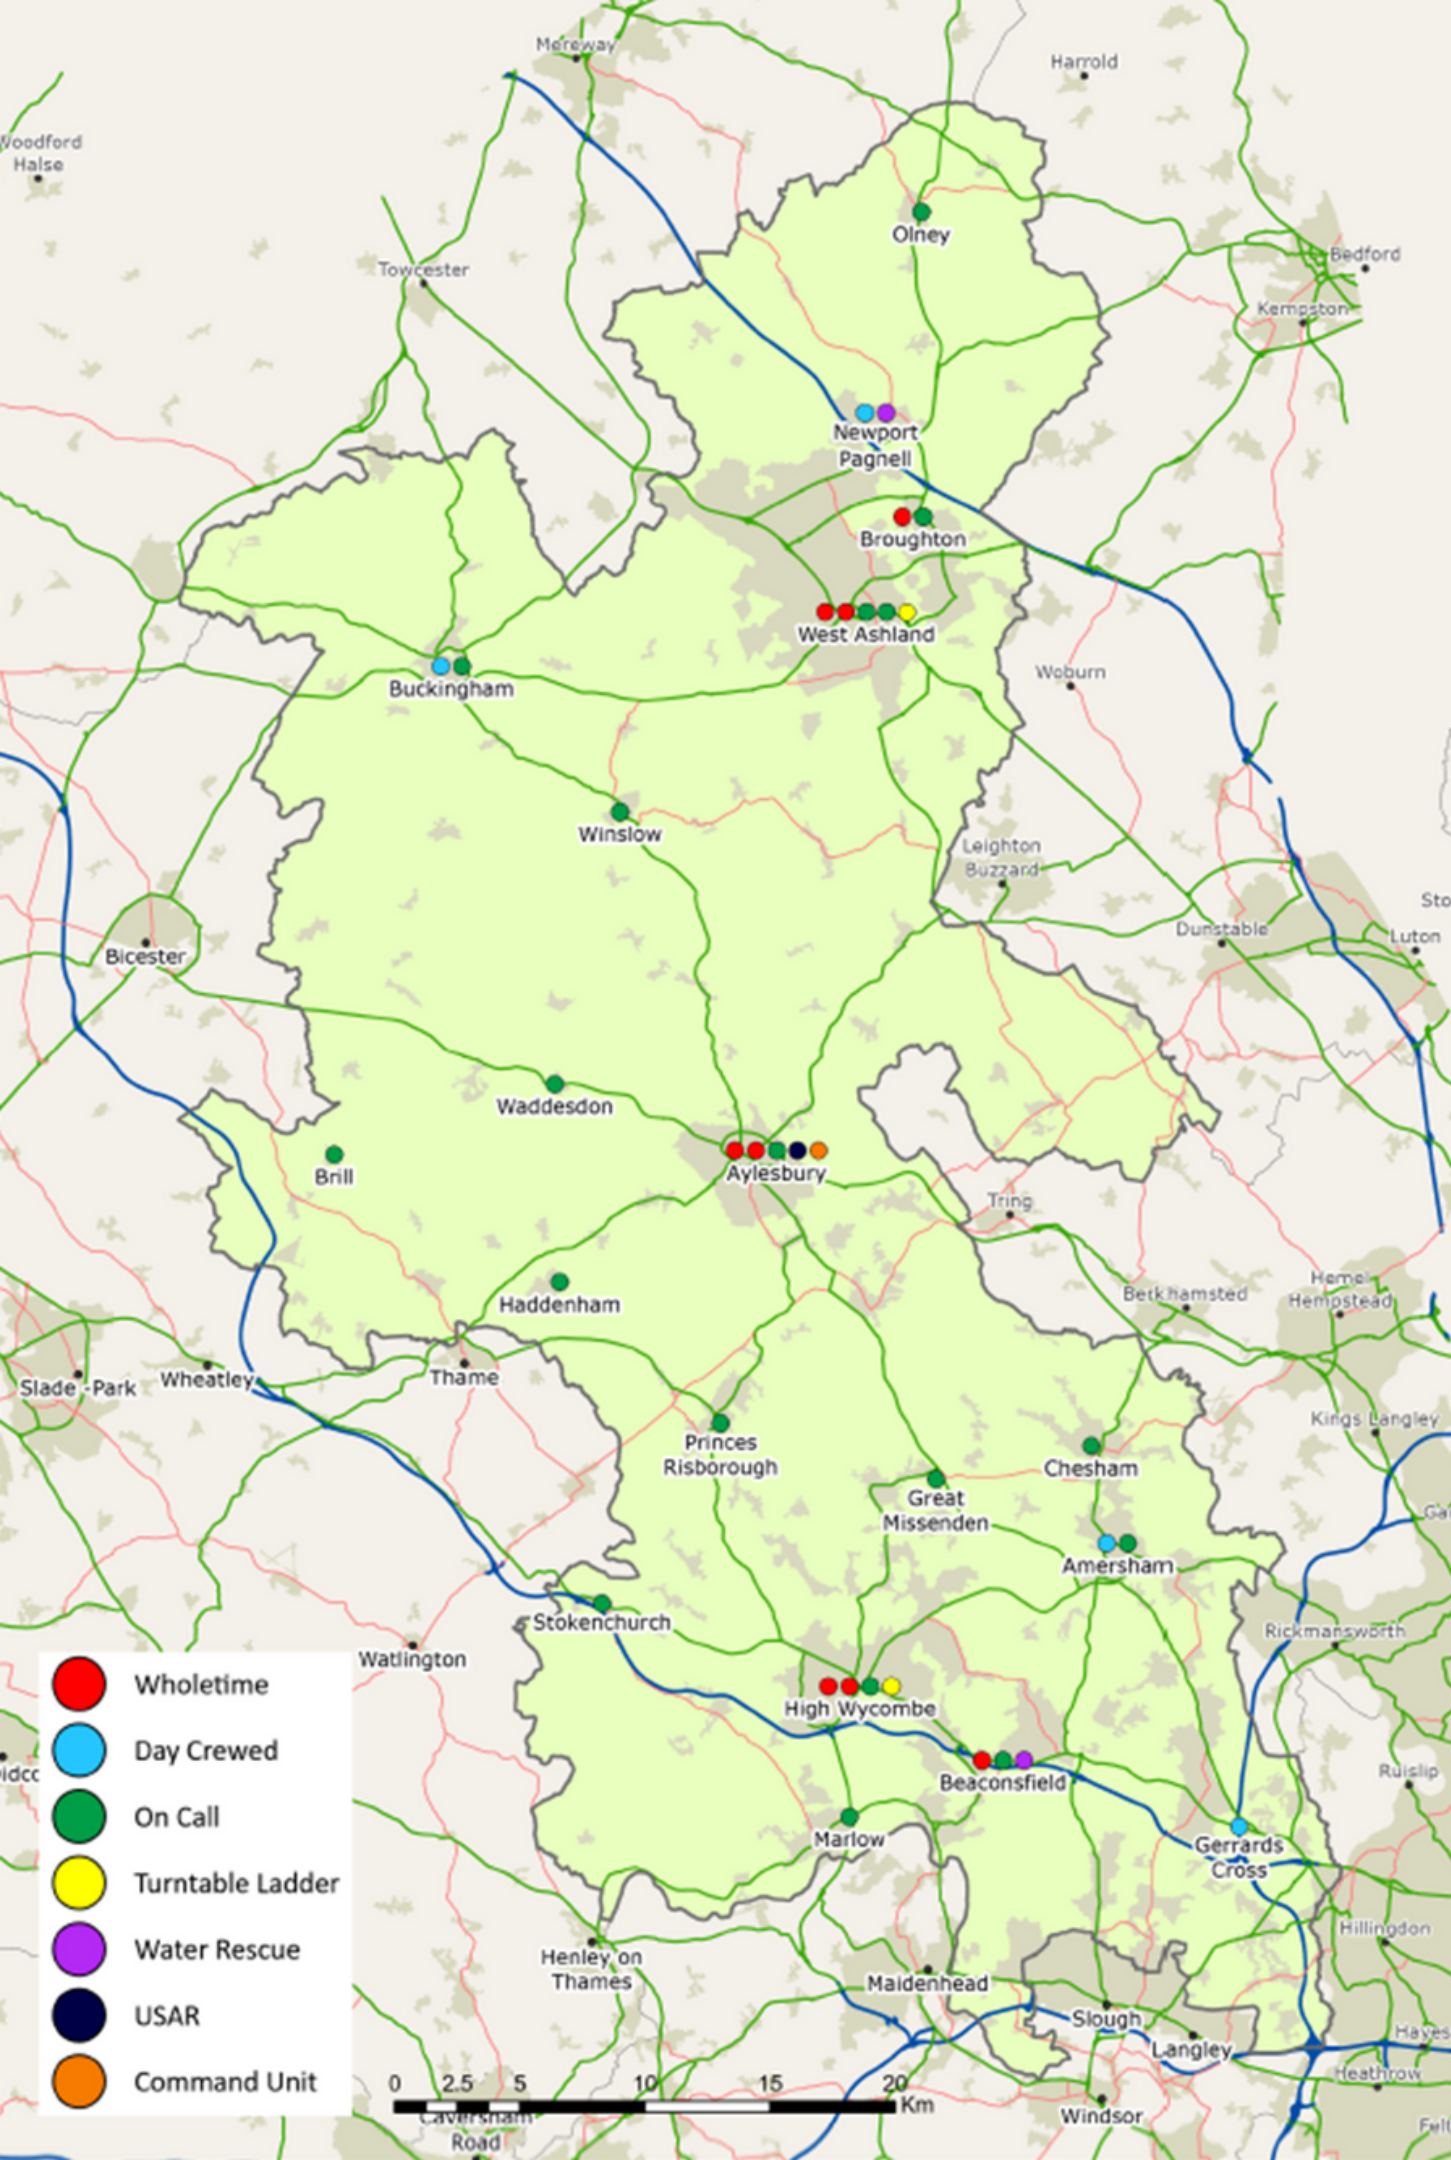 Mereway
Harrold
Woodford
Halse
Olney
Bedford
Towcester
Kempston
Newport
Pagnell
Broughton
West Ashland
Woburn
Buckingham
Winslow
Leighton
Buzzard
Sto
Dunstable
Luton
Bicester
Waddesdon
Aylesbury
Brill
Tring
Hemel
Hempstead
Berkhamsted
Haddenham
Slade -Park
Wheatley
Thame
Kings Langley
Princes
Risborough
Chesham
Great
Missenden
Ga
Amersham
Stokenchurch
Rickmansworth
Watlington
Wholetime
High Wycombe
Day Crewed
Beaconsfield
Ruislip
Didco
On Call
Marlow
Gerrards
Cross
Turntable Ladder
Hillingdon
Water Rescue
Henley on
Thames
Maidenhead
USAR
Slough
Langley
Hayes
Heathrow
Command Unit
0 2.5 5 10 15 20
Km
Caversham
Road
Windsor
Felt